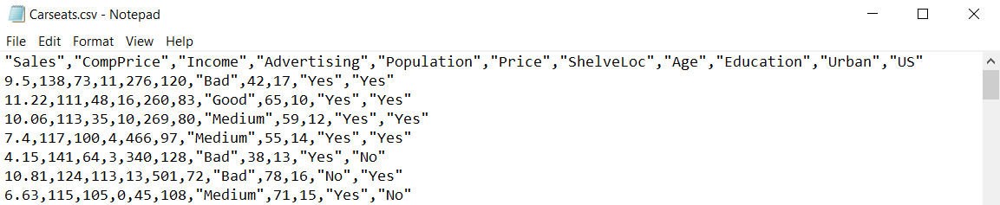 Carseats.csv - Notepad
File Edit Format View Help
"Sales","CompPrice","Income","Advertising","Population","Price","ShelveLoc","Age","Education","Urban","US"
9.5,138,73,11,276,120,"Bad",42,17,"Yes","Yes"
11.22,111,48,16,260,83,"Good",65,10,"Yes","Yes"
10.06,113,35,10,269,80,"Medium",59,12,"Yes","Yes"
7.4,117,100,4,466,97,"Medium",55,14,"Yes","Yes"
4.15,141,64,3,340,128,"Bad",38,13,"Yes","No"
10.81,124,113,13,501,72,"Bad",78,16,"No","Yes"
6.63,115,105,0,45,108,"Medium",71,15,"Yes","No"